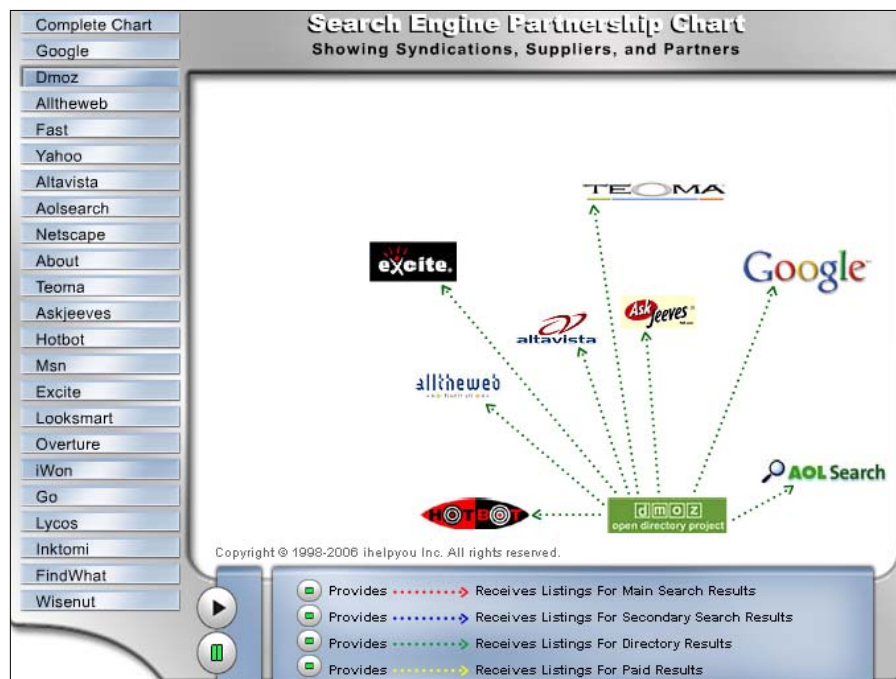 Search Engine Partnership Chart
Showing Syndications, Suppliers, and Partners
Complete Chart
Google
Dmoz
Alltheweb
Fast
Yahoo
Altavista
Aolsearch
Netscape
About
Teoma
Askjeeves
Hotbot
Msn
Excite
Looksmart
Overture
iWon
Go
Lycos
Inktomi
FindWhat
Wisenut
TEOMA
excite.
Google™
Ask Jeeves
altavista
alltheweb
AOL Search
HOTBOT
dmoz
open directory project
Copyright © 1998-2006 ihelpyou Inc. All rights reserved.
Provides Receives Listings For Main Search Results
Provides Receives Listings For Secondary Search Results
Provides Receives Listings For Directory Results
Provides Receives Listings For Paid Results